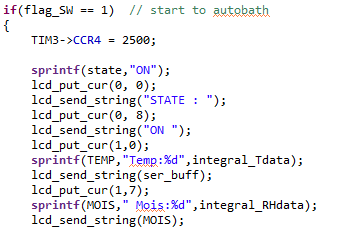 if(flag_SW == 1)  // start to autobath
{
    TIM3->CCR4 = 2500;

    sprintf(state,"ON");
    lcd_put_cur(0, 0);
    lcd_send_string("STATE : ");
    lcd_put_cur(0, 8);
    lcd_send_string("ON ");
    lcd_put_cur(1,0);
    sprintf(TEMP,"Temp:%d",integral_Tdata);
    lcd_send_string(ser_buff);
    lcd_put_cur(1,7);
    sprintf(MOIS," Mois:%d",integral_RHdata);
    lcd_send_string(MOIS);